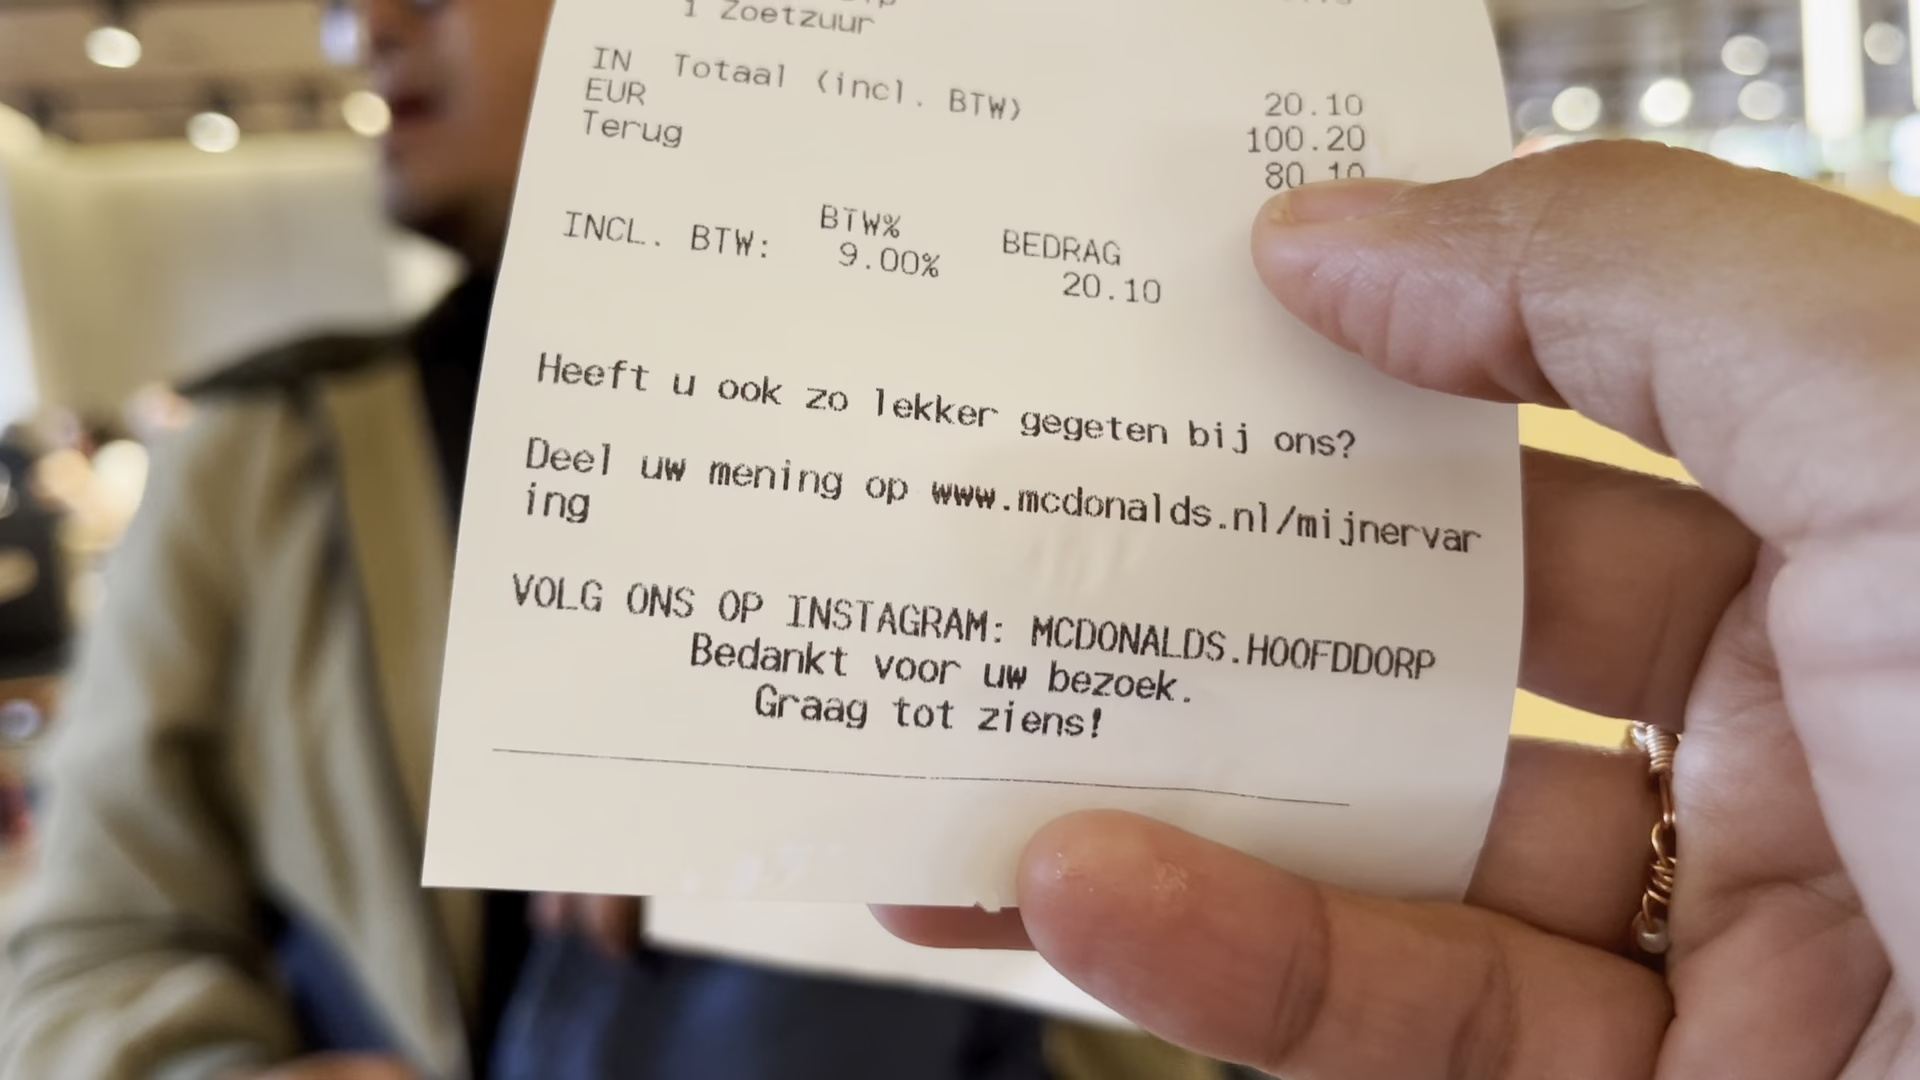 1 Zoetzuur
IN Totaal (incl. BTW) 20.10
EUR 100.20
Terug 80.10
BTW% BEDRAG
INCL. BTW: 9.00% 20.10
Heeft u ook zo lekker gegeten bij ons?
Deel uw mening op www.mcdonalds.nl/mijnervar
ing
VOLG ONS OP INSTAGRAM: MCDONALDS.HOOFDDORP
Bedankt voor uw bezoek.
Graag tot ziens!